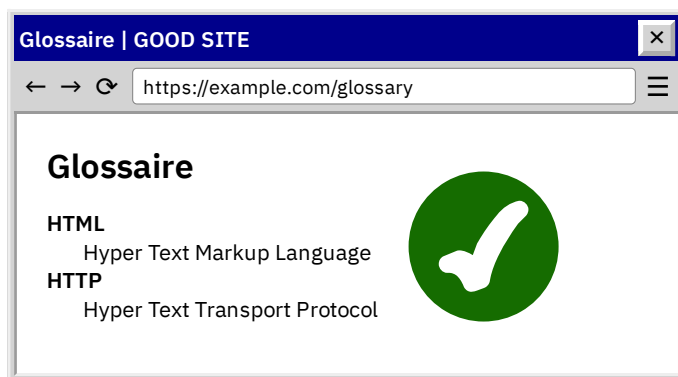 Glossaire | GOOD SITE
https://example.com/glossary
Glossaire
HTML
Hyper Text Markup Language
HTTP
Hyper Text Transport Protocol